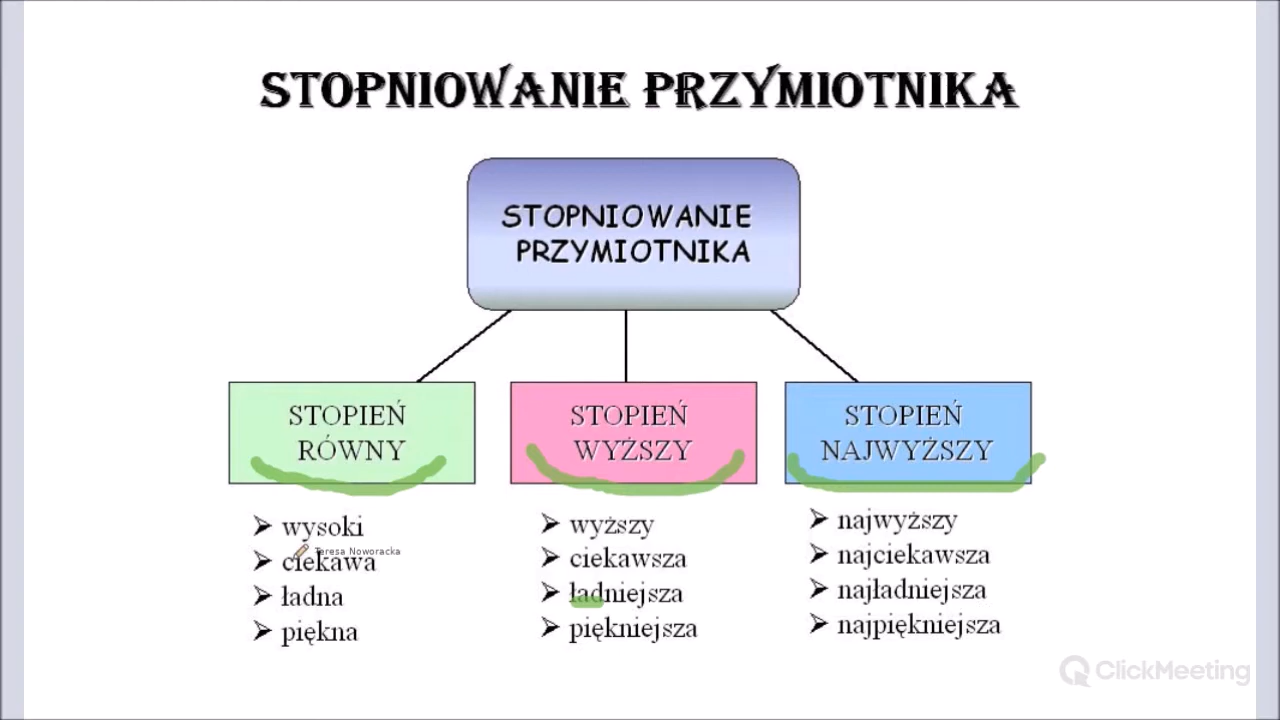 STOPNIOWANIE PRZYMIOTNIKA
STOPNIOWANIE
PRZYMIOTNIKA
STOPIEŃ
RÓWNY
wysoki
Teresa Noworacka
ciekawa
ładna
piękna
STOPIEŃ
WYŻSZY
wyższy
ciekawsza
ładniejsza
piękniejsza
STOPIEŃ
NAJWYŻSZY
najwyższy
najciekawsza
najładniejsza
najpiękniejsza
ClickMeeting